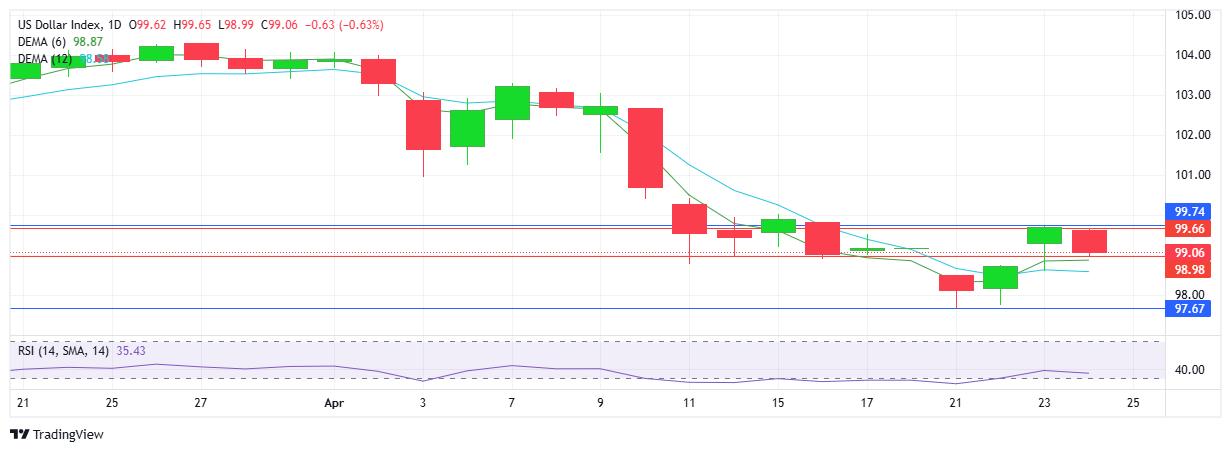 US Dollar Index, 1D O99.62 H99.65 L98.99 C99.06 −0.63 (−0.63%)
DEMA (6) 98.87
DEMA (12)
105.00
104.00
103.00
102.00
101.00
99.74
99.66
99.06
98.98
98.00
97.67
RSI (14, SMA, 14) 35.43
40.00
21 25 27 Apr 3 7 9 11 15 17 21 23 25
TradingView